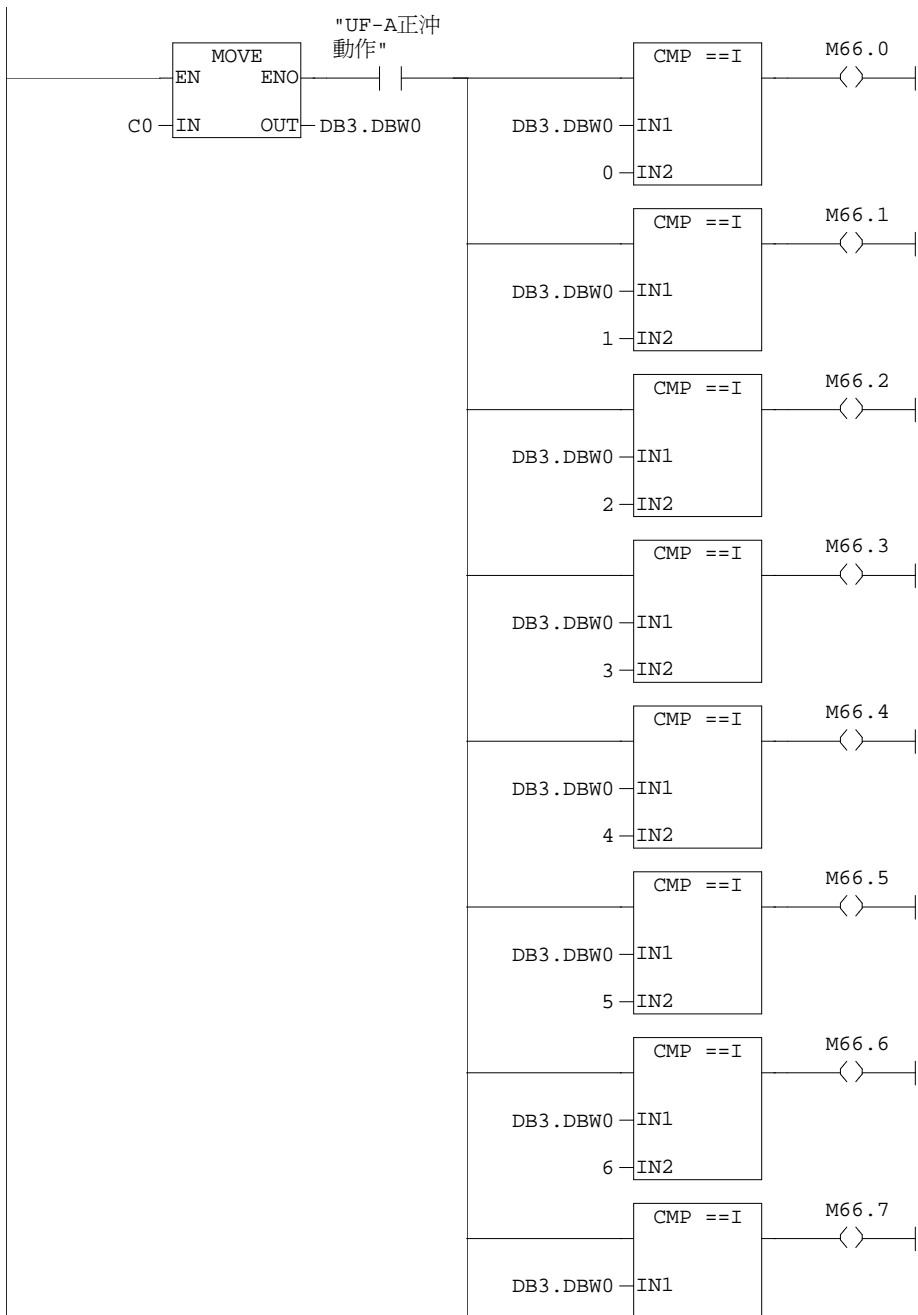 "UF-A正沖
動作"
MOVE
EN ENO
C0 IN OUT DB3.DBW0
CMP ==I M66.0
DB3.DBW0 IN1
0 IN2
CMP ==I M66.1
DB3.DBW0 IN1
1 IN2
CMP ==I M66.2
DB3.DBW0 IN1
2 IN2
CMP ==I M66.3
DB3.DBW0 IN1
3 IN2
CMP ==I M66.4
DB3.DBW0 IN1
4 IN2
CMP ==I M66.5
DB3.DBW0 IN1
5 IN2
CMP ==I M66.6
DB3.DBW0 IN1
6 IN2
CMP ==I M66.7
DB3.DBW0 IN1